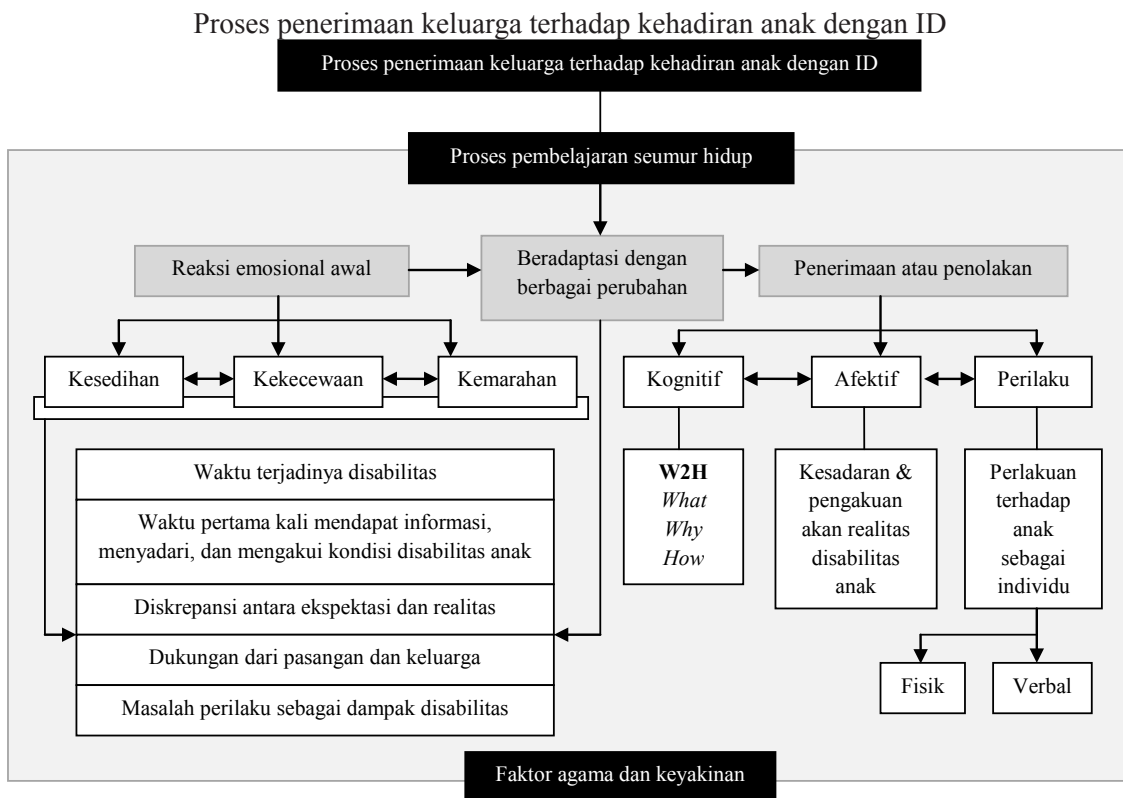 Proses penerimaan keluarga terhadap kehadiran anak dengan ID
Proses penerimaan keluarga terhadap kehadiran anak dengan ID
Proses pembelajaran seumur hidup
Reaksi emosional awal
Beradaptasi dengan
berbagai perubahan
Penerimaan atau penolakan
Kesedihan
Kekecewaan
Kemarahan
Kognitif
Afektif
Perilaku
Waktu terjadinya disabilitas
Waktu pertama kali mendapat informasi,
menyadari, dan mengakui kondisi disabilitas anak
Diskrepansi antara ekspektasi dan realitas
Dukungan dari pasangan dan keluarga
Masalah perilaku sebagai dampak disabilitas
W2H
What
Why
How
Kesadaran &
pengakuan
akan realitas
disabilitas
anak
Perlakuan
terhadap
anak
sebagai
individu
Fisik
Verbal
Faktor agama dan keyakinan